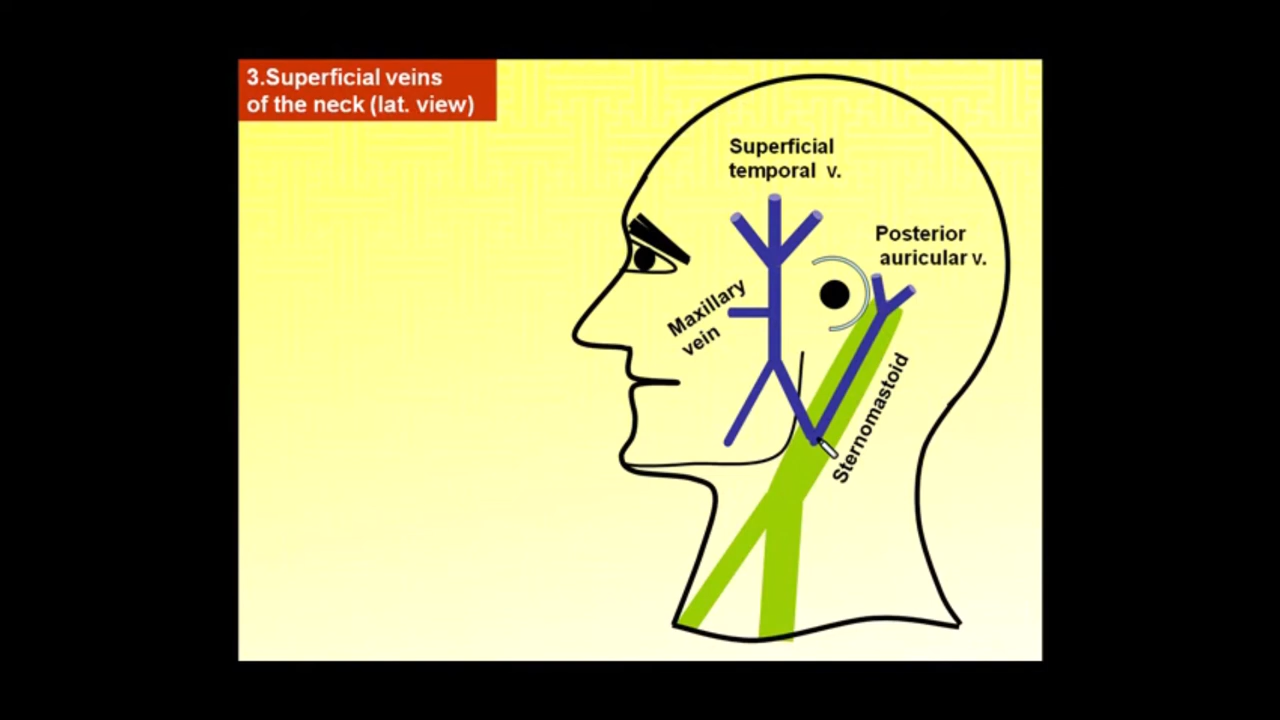 3.Superficial veins
of the neck (lat. view)
Superficial
temporal v.
Posterior
auricular v.
Maxillary
vein
Sternomastoid